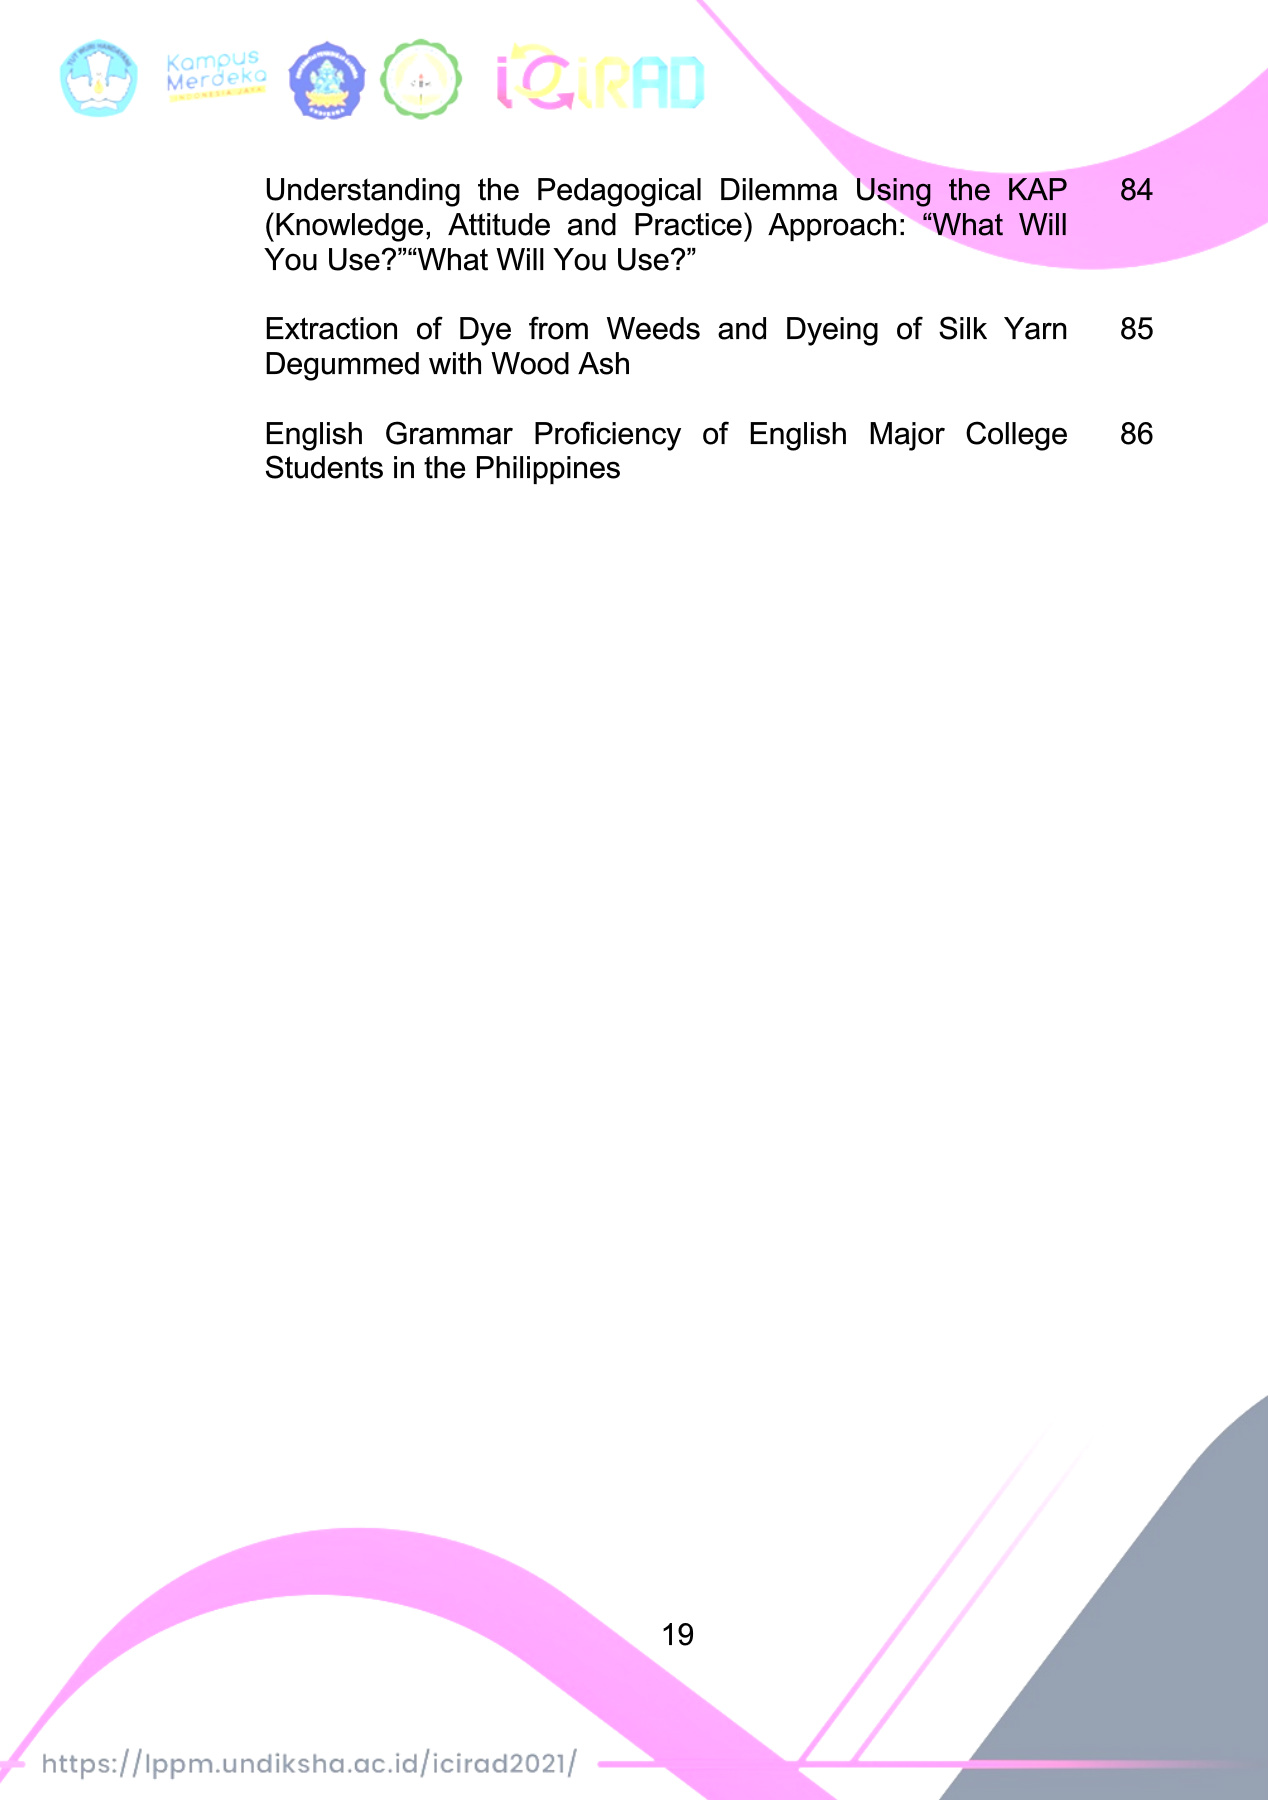 TUT WURI HANDAYANI
Kampus
Merdeka
INDONESIA JAYA
iCiRAD
Understanding the Pedagogical Dilemma Using the KAP 84
(Knowledge, Attitude and Practice) Approach: “What Will
You Use?”“What Will You Use?”
Extraction of Dye from Weeds and Dyeing of Silk Yarn 85
Degummed with Wood Ash
English Grammar Proficiency of English Major College 86
Students in the Philippines
19
https://lppm.undiksha.ac.id/icirad2021/